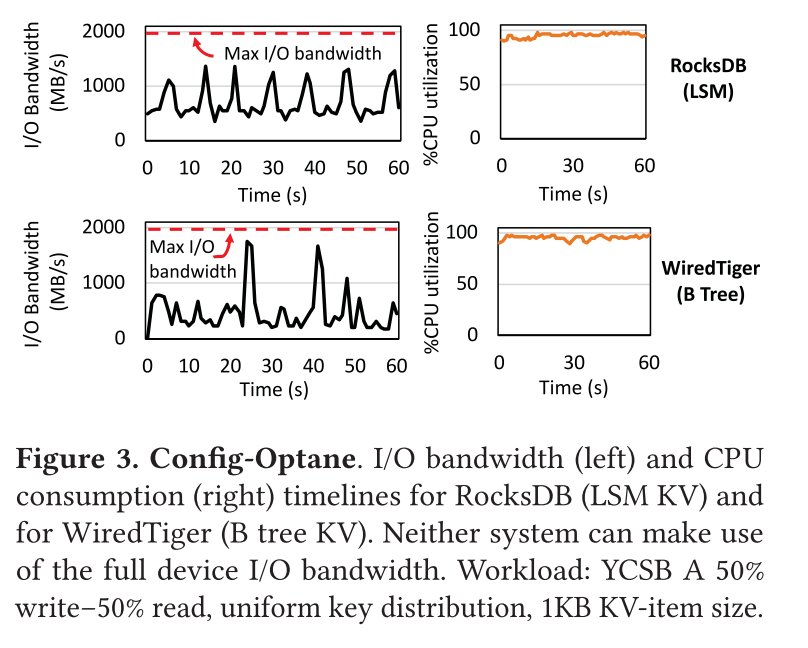 I/O Bandwidth
(MB/s)
2000
1000
0
Max I/O bandwidth
0 10 20 30 40 50 60
Time (s)
%CPU utilization
100
50
0
0 30 60
Time (s)
RocksDB
(LSM)
I/O Bandwidth
(MB/s)
2000
1000
0
Max I/O
bandwidth
0 10 20 30 40 50 60
Time (s)
%CPU utilization
100
50
0
0 30 60
Time (s)
WiredTiger
(B Tree)
Figure 3. Config-Optane. I/O bandwidth (left) and CPU
consumption (right) timelines for RocksDB (LSM KV) and
for WiredTiger (B tree KV). Neither system can make use
of the full device I/O bandwidth. Workload: YCSB A 50%
write–50% read, uniform key distribution, 1KB KV-item size.